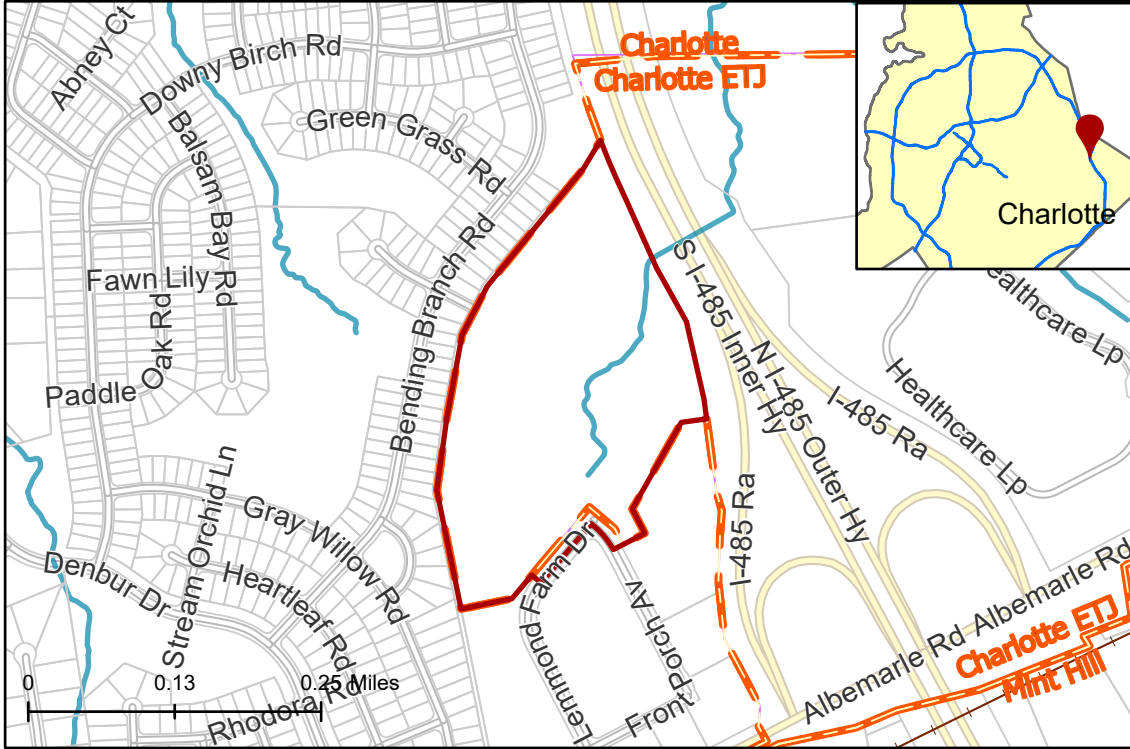 Abney Ct
Downy Birch Rd
Charlotte
Charlotte ETJ
Green Grass Rd
Balsam Bay Rd
Charlotte
Fawn Lily
Oak Rd
Paddle
Bending Branch Rd
S I-485 Inner Hy
N I-485 Outer Hy
I-485 Ra
ealthcare Lp
Healthcare Lp
Stream Orchid Ln
Gray Willow Rd
Denbur Dr
Heartleaf Rd
Rhodora Rd
Lemmond Farm Dr
Front Porch Av
I-485 Ra
Albemarle Rd
Albemarle Rd
Charlotte ETJ
Mint Hill
0 0.13 0.25 Miles